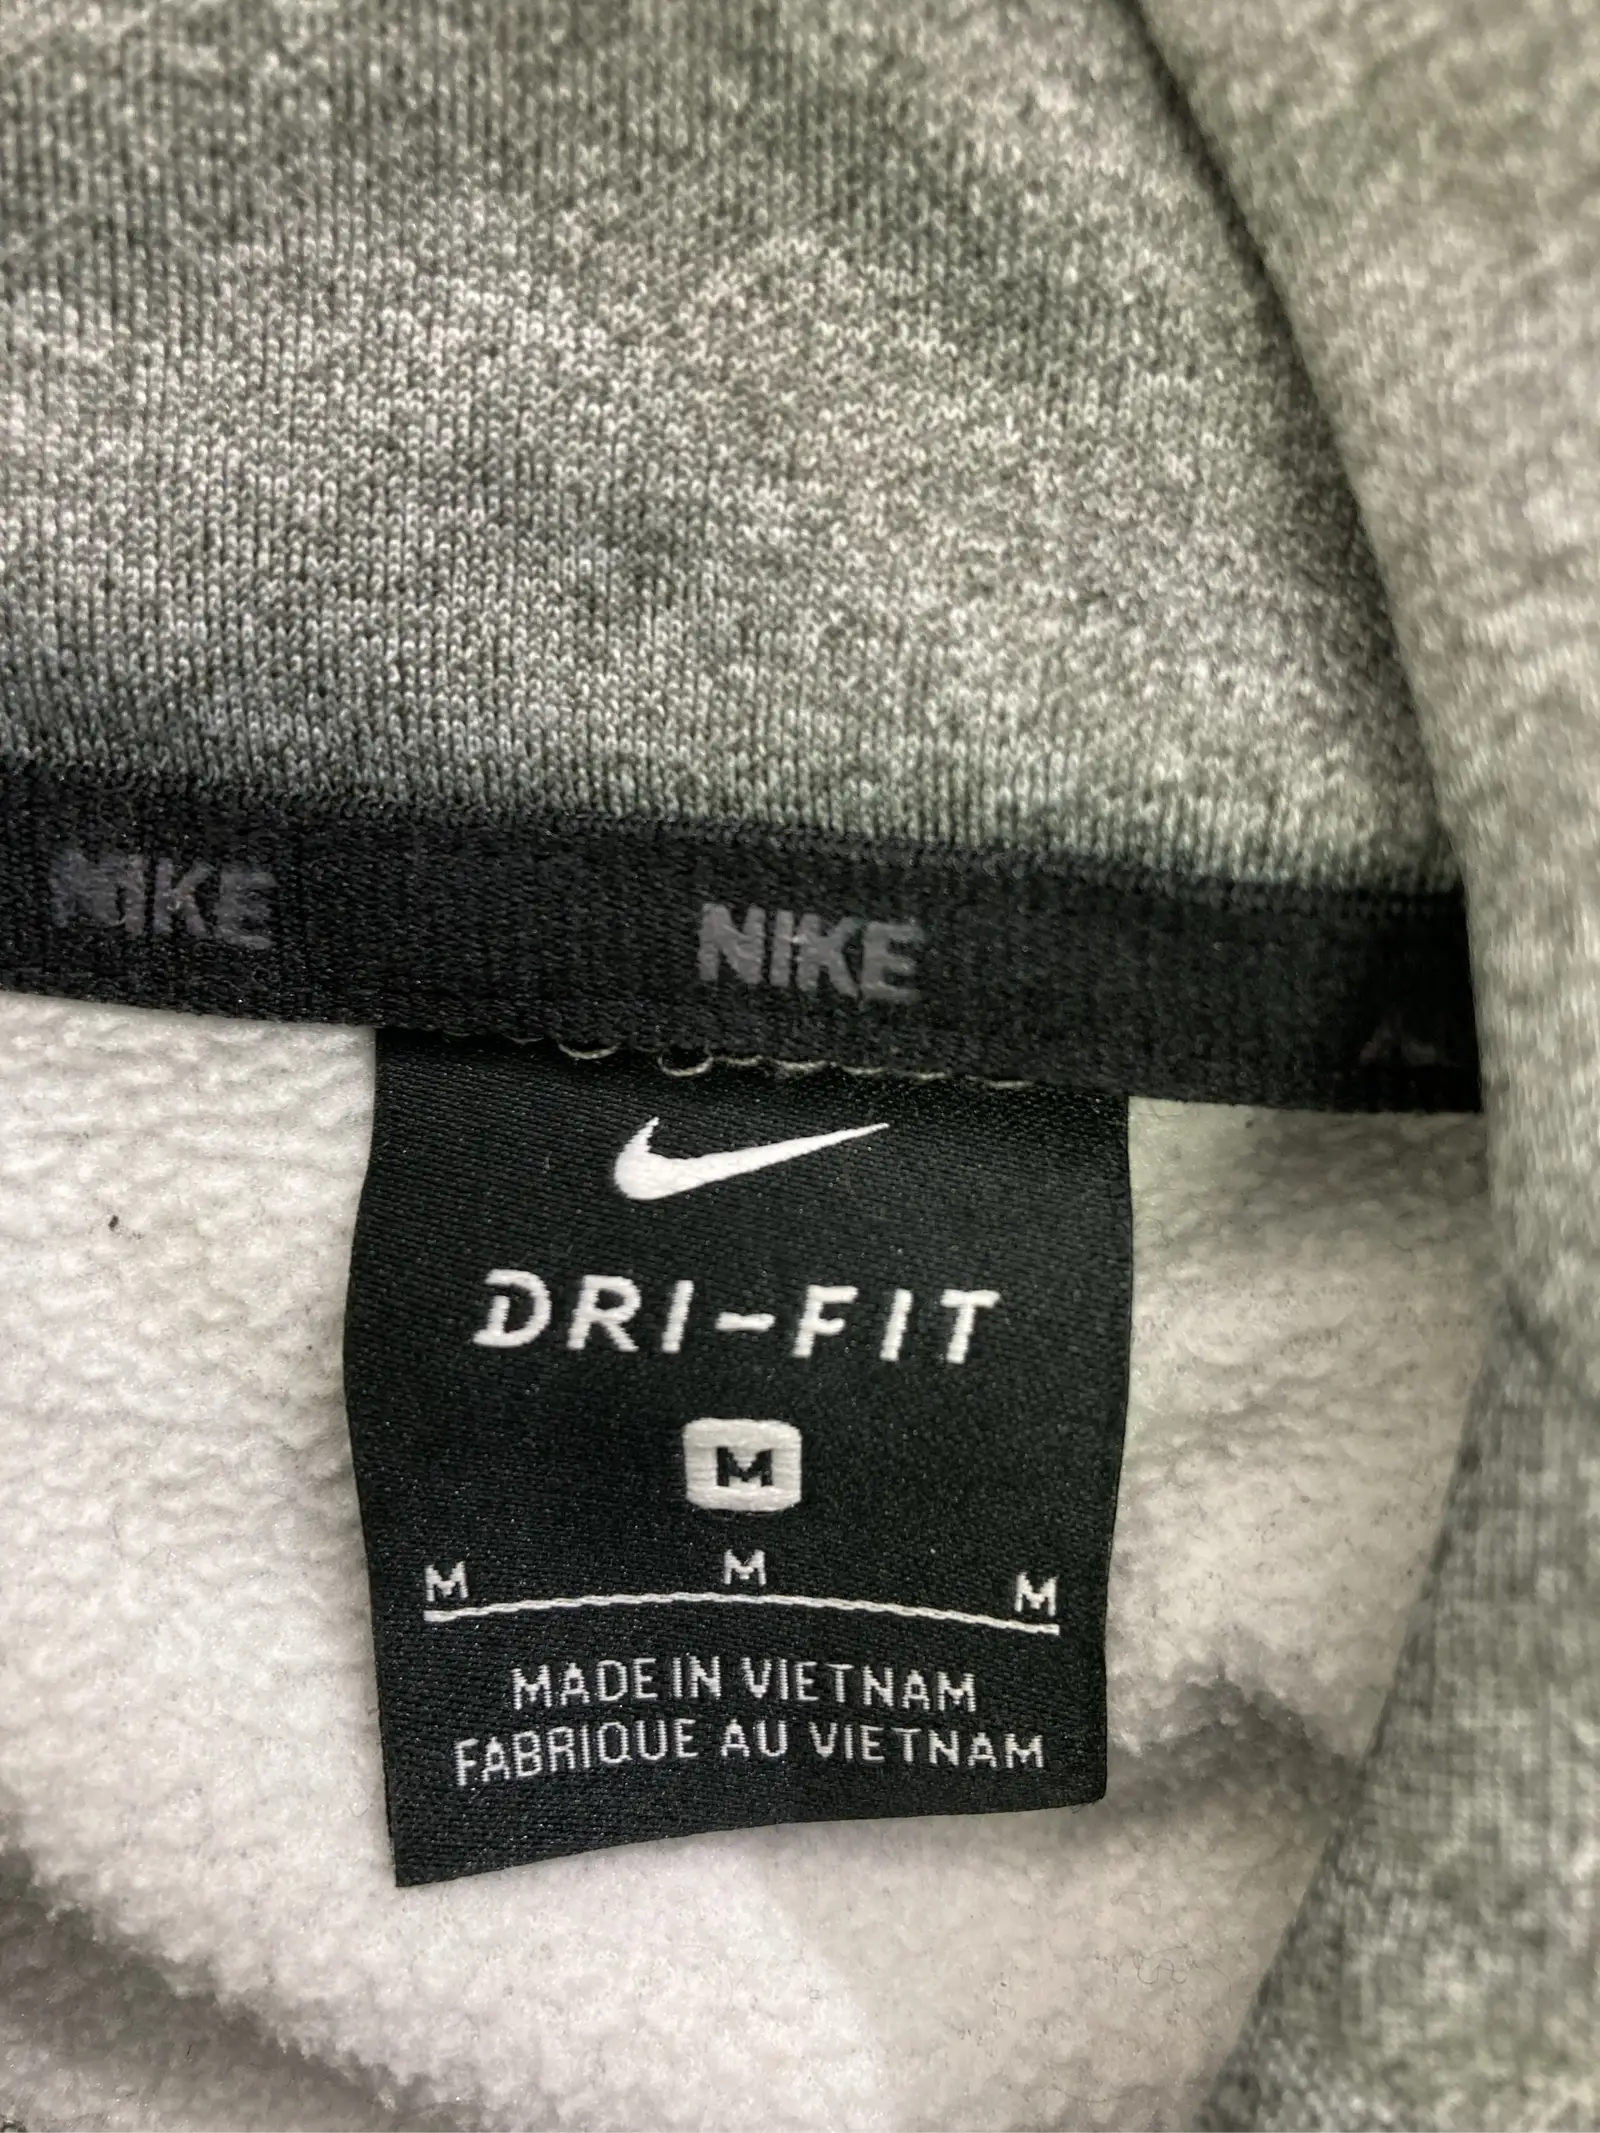 NIKE NIKE
DRI-FIT
M
M M M
MADE IN VIETNAM
FABRIQUE AU VIETNAM